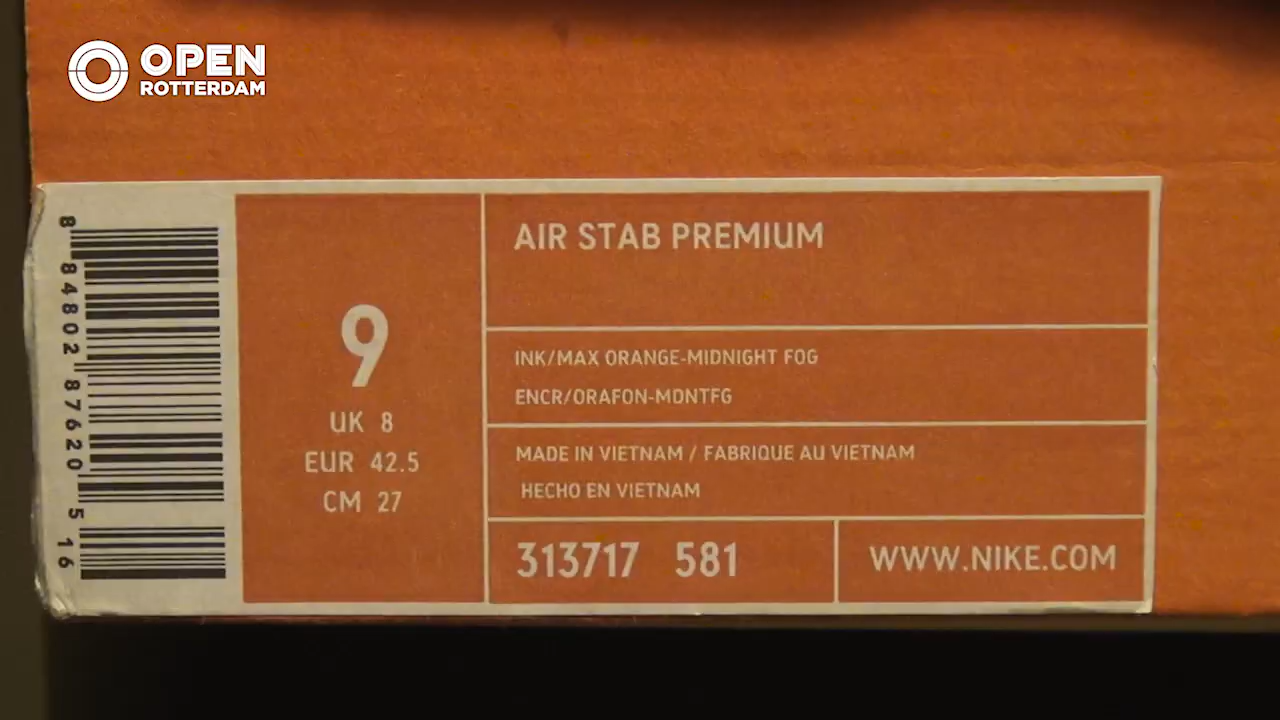 OPEN
ROTTERDAM
8 84802 87620 5 16
9
UK 8
EUR 42.5
CM 27
AIR STAB PREMIUM
INK/MAX ORANGE-MIDNIGHT FOG
ENCR/ORAFON-MDNTFG
MADE IN VIETNAM / FABRIQUE AU VIETNAM
HECHO EN VIETNAM
313717 581
WWW.NIKE.COM